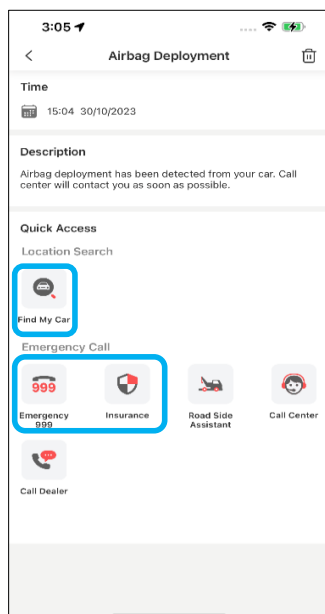 3:05
Airbag Deployment
Time
15:04 30/10/2023
Description
Airbag deployment has been detected from your car. Call
center will contact you as soon as possible.
Quick Access
Location Search
Find My Car
Emergency Call
999
Emergency
999
Insurance
Road Side
Assistant
Call Center
Call Dealer